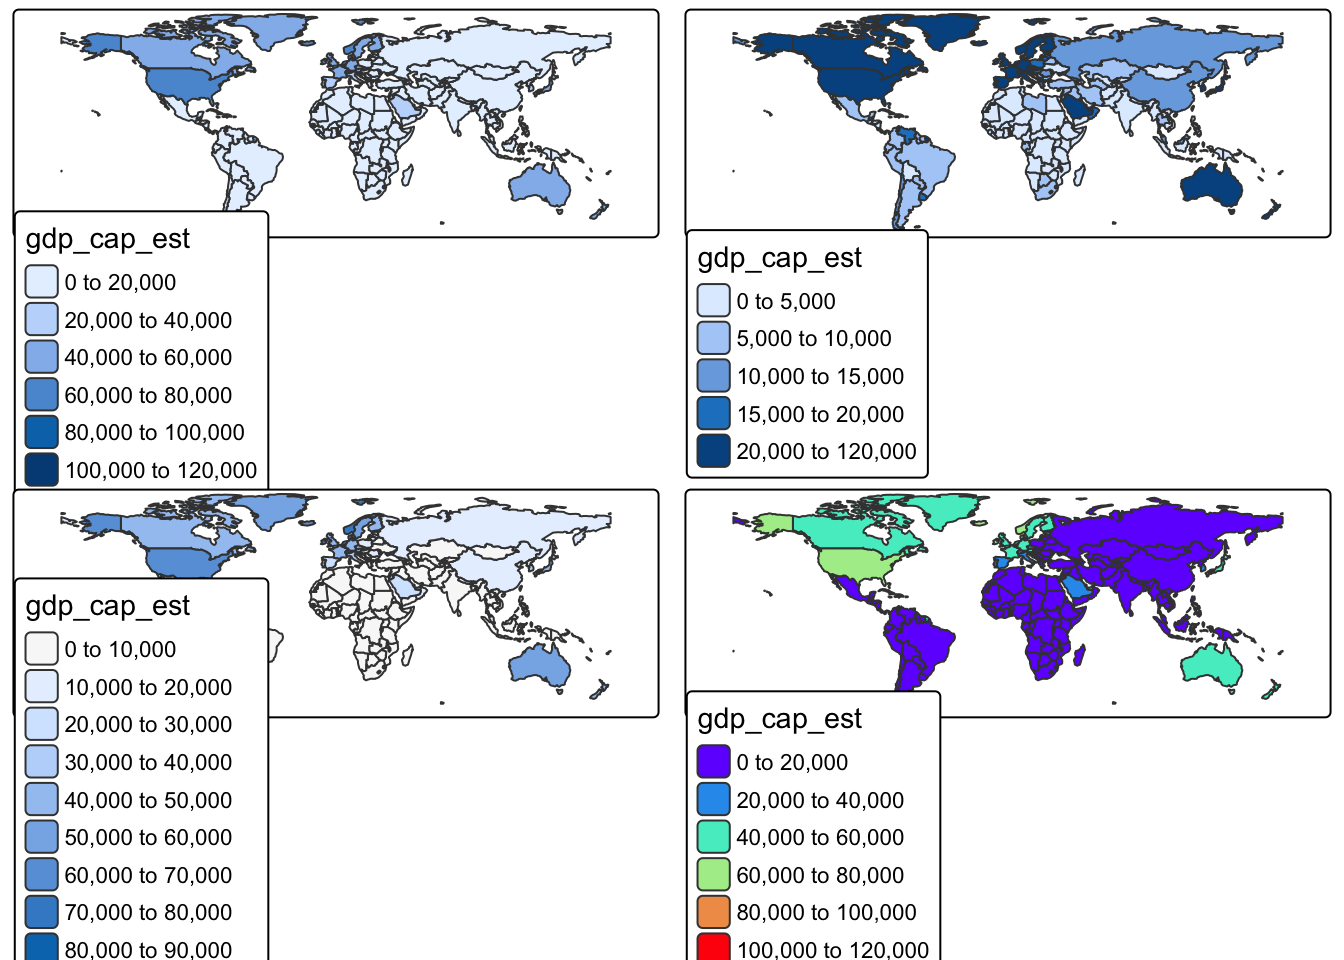 gdp_cap_est
0 to 20,000
20,000 to 40,000
40,000 to 60,000
60,000 to 80,000
80,000 to 100,000
100,000 to 120,000
gdp_cap_est
0 to 5,000
5,000 to 10,000
10,000 to 15,000
15,000 to 20,000
20,000 to 120,000
gdp_cap_est
0 to 10,000
10,000 to 20,000
20,000 to 30,000
30,000 to 40,000
40,000 to 50,000
50,000 to 60,000
60,000 to 70,000
70,000 to 80,000
80,000 to 90,000
gdp_cap_est
0 to 20,000
20,000 to 40,000
40,000 to 60,000
60,000 to 80,000
80,000 to 100,000
100,000 to 120,000